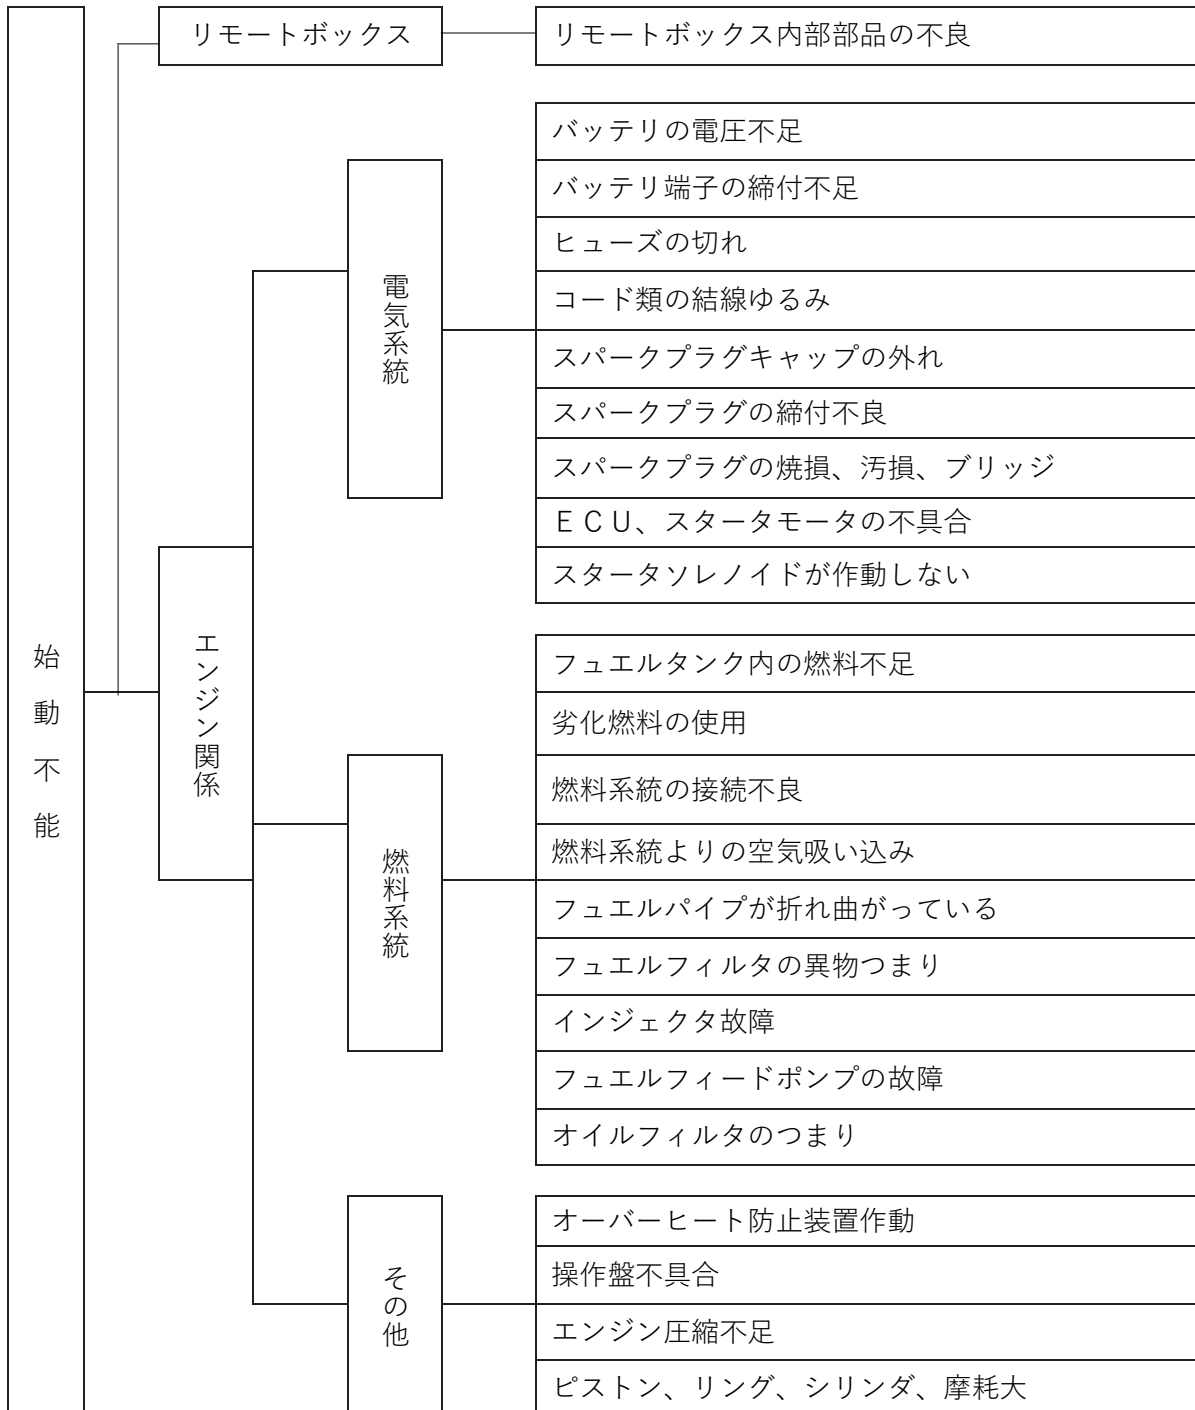 始動不能
リモートボックス
リモートボックス内部部品の不良
エンジン関係
電気系統
バッテリの電圧不足
バッテリ端子の締付不足
ヒューズの切れ
コード類の結線ゆるみ
スパークプラグキャップの外れ
スパークプラグの締付不良
スパークプラグの焼損、汚損、ブリッジ
ＥＣＵ、スタータモータの不具合
スタータソレノイドが作動しない
燃料系統
フュエルタンク内の燃料不足
劣化燃料の使用
燃料系統の接続不良
燃料系統よりの空気吸い込み
フュエルパイプが折れ曲がっている
フュエルフィルタの異物つまり
インジェクタ故障
フュエルフィードポンプの故障
オイルフィルタのつまり
その他
オーバーヒート防止装置作動
操作盤不具合
エンジン圧縮不足
ピストン、リング、シリンダ、摩耗大